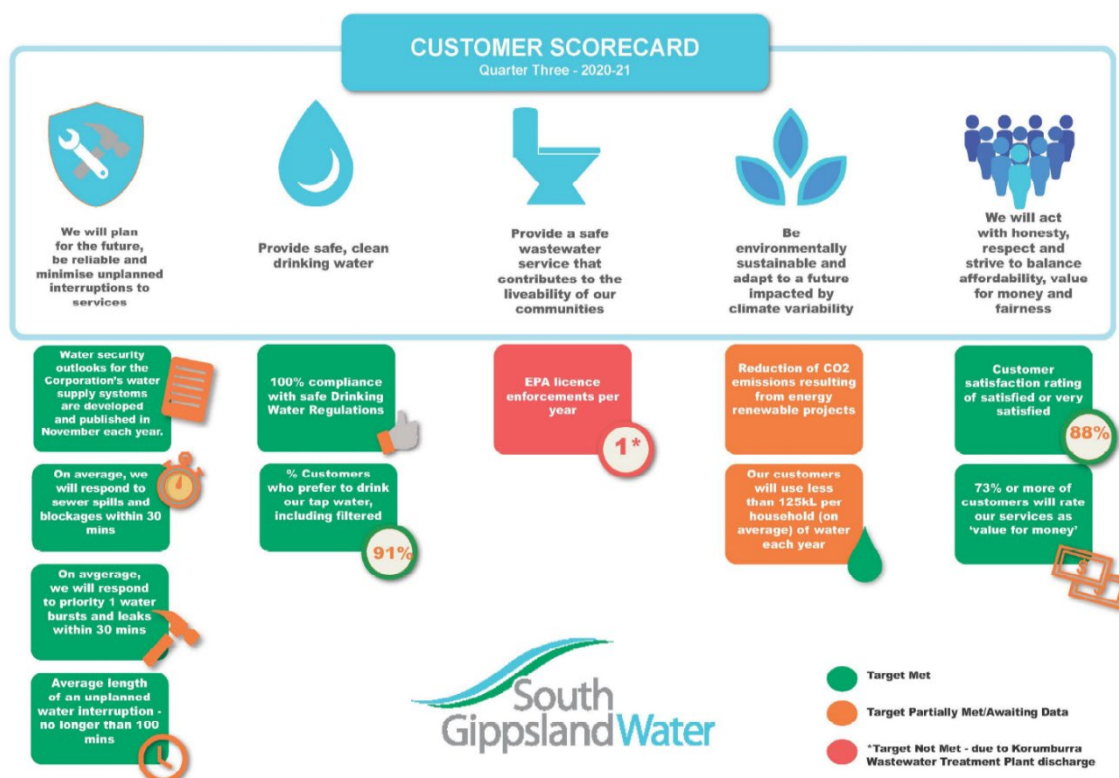 CUSTOMER SCORECARD
Quarter Three - 2020-21
We will plan
for the future,
be reliable and
minimise unplanned
interruptions to
services
Provide safe, clean
drinking water
Provide a safe
wastewater
service that
contributes to the
liveability of our
communities
Be
environmentally
sustainable and
adapt to a future
impacted by
climate variability
We will act
with honesty,
respect and
strive to balance
affordability, value
for money and
fairness
Water security
outlooks for the
Corporation's water
supply systems
are developed
and published in
November each year.
On average, we
will respond to
sewer spills and
blockages within 30
mins
On avgerage,
we will respond
to priority 1 water
bursts and leaks
within 30 mins
Average length
of an unplanned
water interruption -
no longer than 100
mins
100% compliance
with safe Drinking
Water Regulations
% Customers
who prefer to drink
our tap water,
including filtered
91%
EPA licence
enforcements per
year
1*
Reduction of CO2
emissions resulting
from energy
renewable projects
Our customers
will use less
than 125kL per
household (on
average) of water
each year
Customer
satisfaction rating
of satisfied or very
satisfied
88%
73% or more of
customers will rate
our services as
'value for money'
$
South
Gippsland Water
Target Met
Target Partially Met/Awaiting Data
*Target Not Met - due to Korumburra
Wastewater Treatment Plant discharge